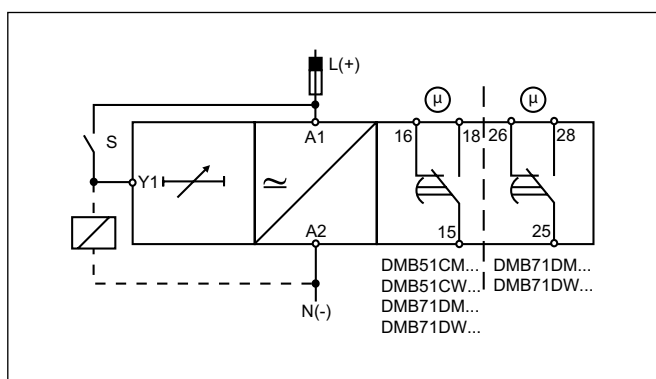 L(+)
µ µ
S
A1
16 18 26 28
Y1
≃
A2
15 25
N(-)
DMB51CM... DMB71DM...
DMB51CW... DMB71DW...
DMB71DM...
DMB71DW...